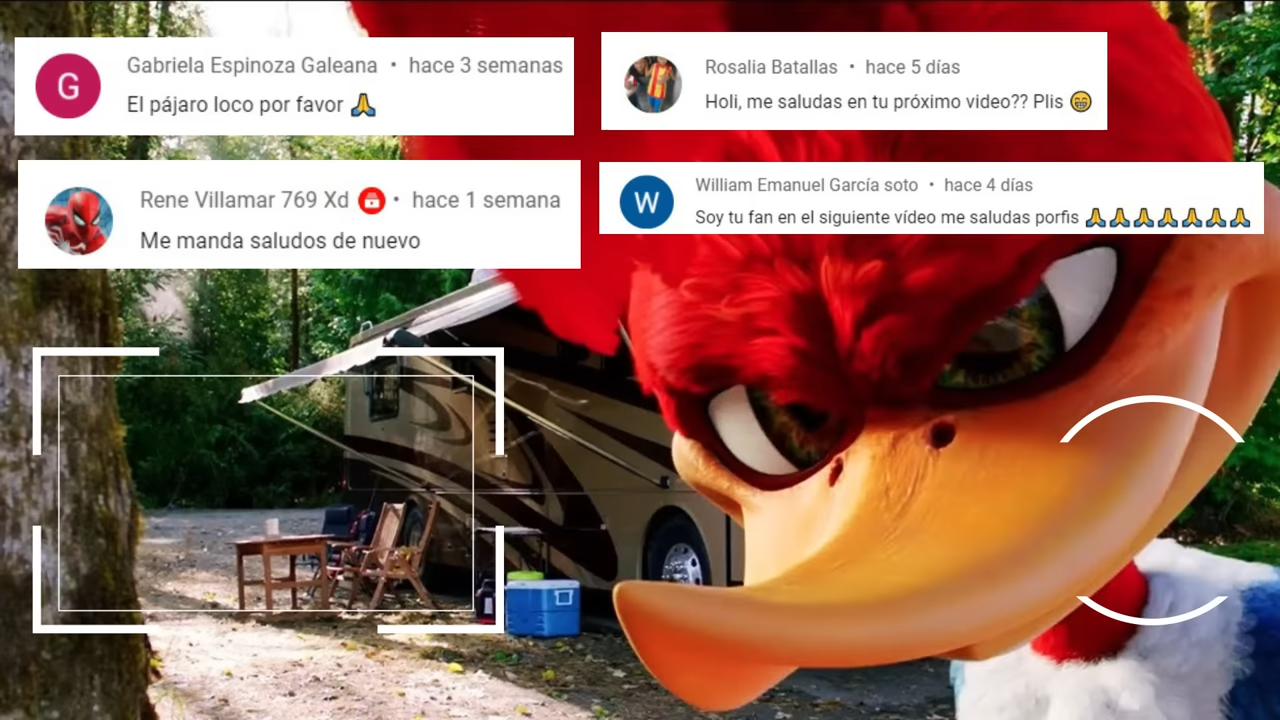 G Gabriela Espinoza Galeana • hace 3 semanas
El pájaro loco por favor 🙏
Rosalia Batallas • hace 5 días
Holi, me saludas en tu próximo video?? Plis 😁
Rene Villamar 769 Xd • hace 1 semana
Me manda saludos de nuevo
W William Emanuel García soto • hace 4 días
Soy tu fan en el siguiente vídeo me saludas porfis 🙏🙏🙏🙏🙏🙏🙏